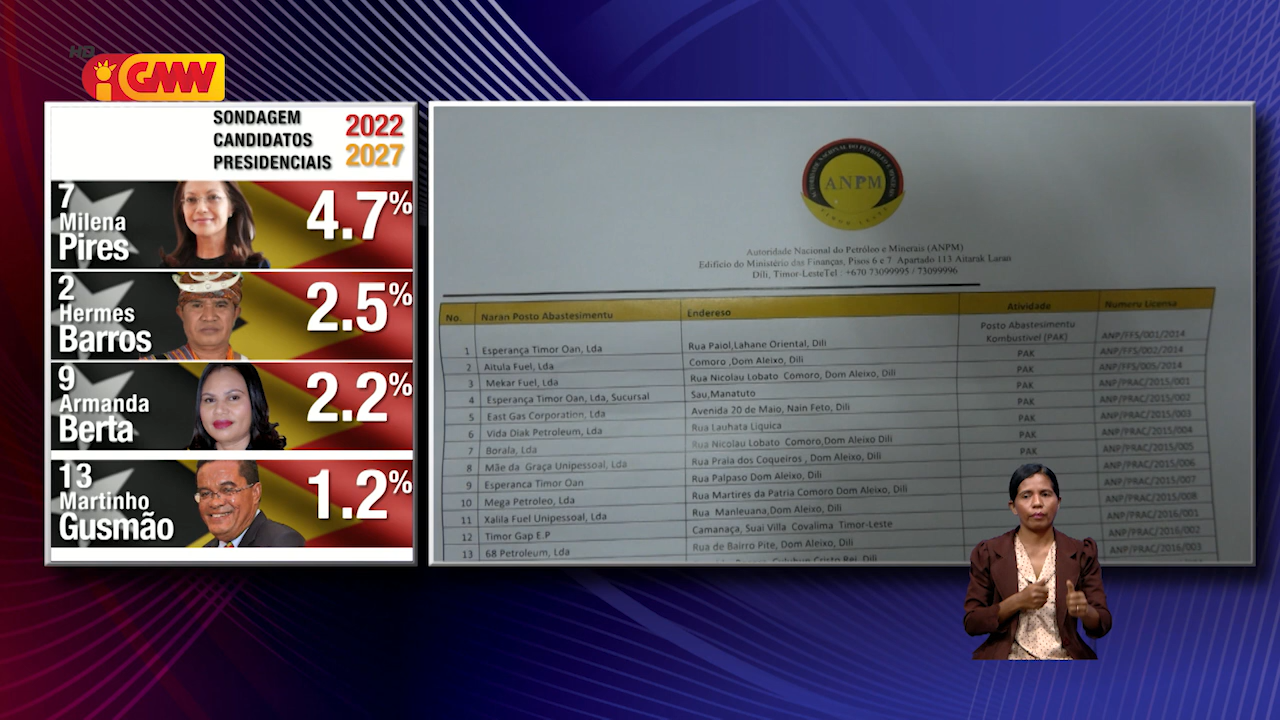 HD
GMN
SONDAGEM
CANDIDATOS
PRESIDENCIAIS
2022
2027
7
Milena
Pires
4.7%
2
Hermes
Barros
2.5%
9
Armanda
Berta
2.2%
13
Martinho
Gusmão
1.2%
AUTORIDADE NACIONAL DO PETRÓLEO E MINERAIS
ANPM
TIMOR-LESTE
Autoridade Nacional do Petróleo e Minerais (ANPM)
Edifício do Ministério das Finanças, Pisos 6 e 7 Apartado 113 Aitarak Laran
Dili, Timor-LesteTel : +670 73099995 / 73099996
No. Naran Posto Abastesimentu Endereso Atividade Numeru License
1 Esperança Timor Oan, Lda Rua Paiol,Lahane Oriental, Dili Posto Abastesimentu Kombustivel (PAK) ANP/FFS/001/2014
2 Aitula Fuel, Lda Comoro ,Dom Aleixo, Dili PAK ANP/FFS/002/2014
3 Mekar Fuel, Lda Rua Nicolau Lobato Comoro, Dom Aleixo, Dili PAK ANP/FFS/005/2014
4 Esperança Timor Oan, Lda, Sucursal Sau,Manatuto PAK ANP/PRAC/2015/001
5 East Gas Corporation, Lda Avenida 20 de Maio, Nain Feto, Dili PAK ANP/PRAC/2015/002
6 Vida Diak Petroleum, Lda Rua Lauhata Liquica PAK ANP/PRAC/2015/003
7 Borala, Lda Rua Nicolau Lobato Comoro,Dom Aleixo Dili PAK ANP/PRAC/2015/004
8 Mãe da Graça Unipessoal, Lda Rua Praia dos Coqueiros , Dom Aleixo, Dili PAK ANP/PRAC/2015/005
9 Esperanca Timor Oan Rua Palpaso Dom Aleixo, Dili ANP/PRAC/2015/006
10 Mega Petroleo, Lda Rua Martires da Patria Comoro Dom Aleixo, Dili ANP/PRAC/2015/007
11 Xalila Fuel Unipessoal, Lda Rua Manleuana,Dom Aleixo, Dili ANP/PRAC/2015/008
12 Timor Gap E.P Camanaça, Suai Villa Covalima Timor-Leste ANP/PRAC/2016/001
13 68 Petroleum, Lda Rua de Bairro Pite, Dom Aleixo, Dili ANP/PRAC/2016/002
Cristo Rei, Dili ANP/PRAC/2016/003